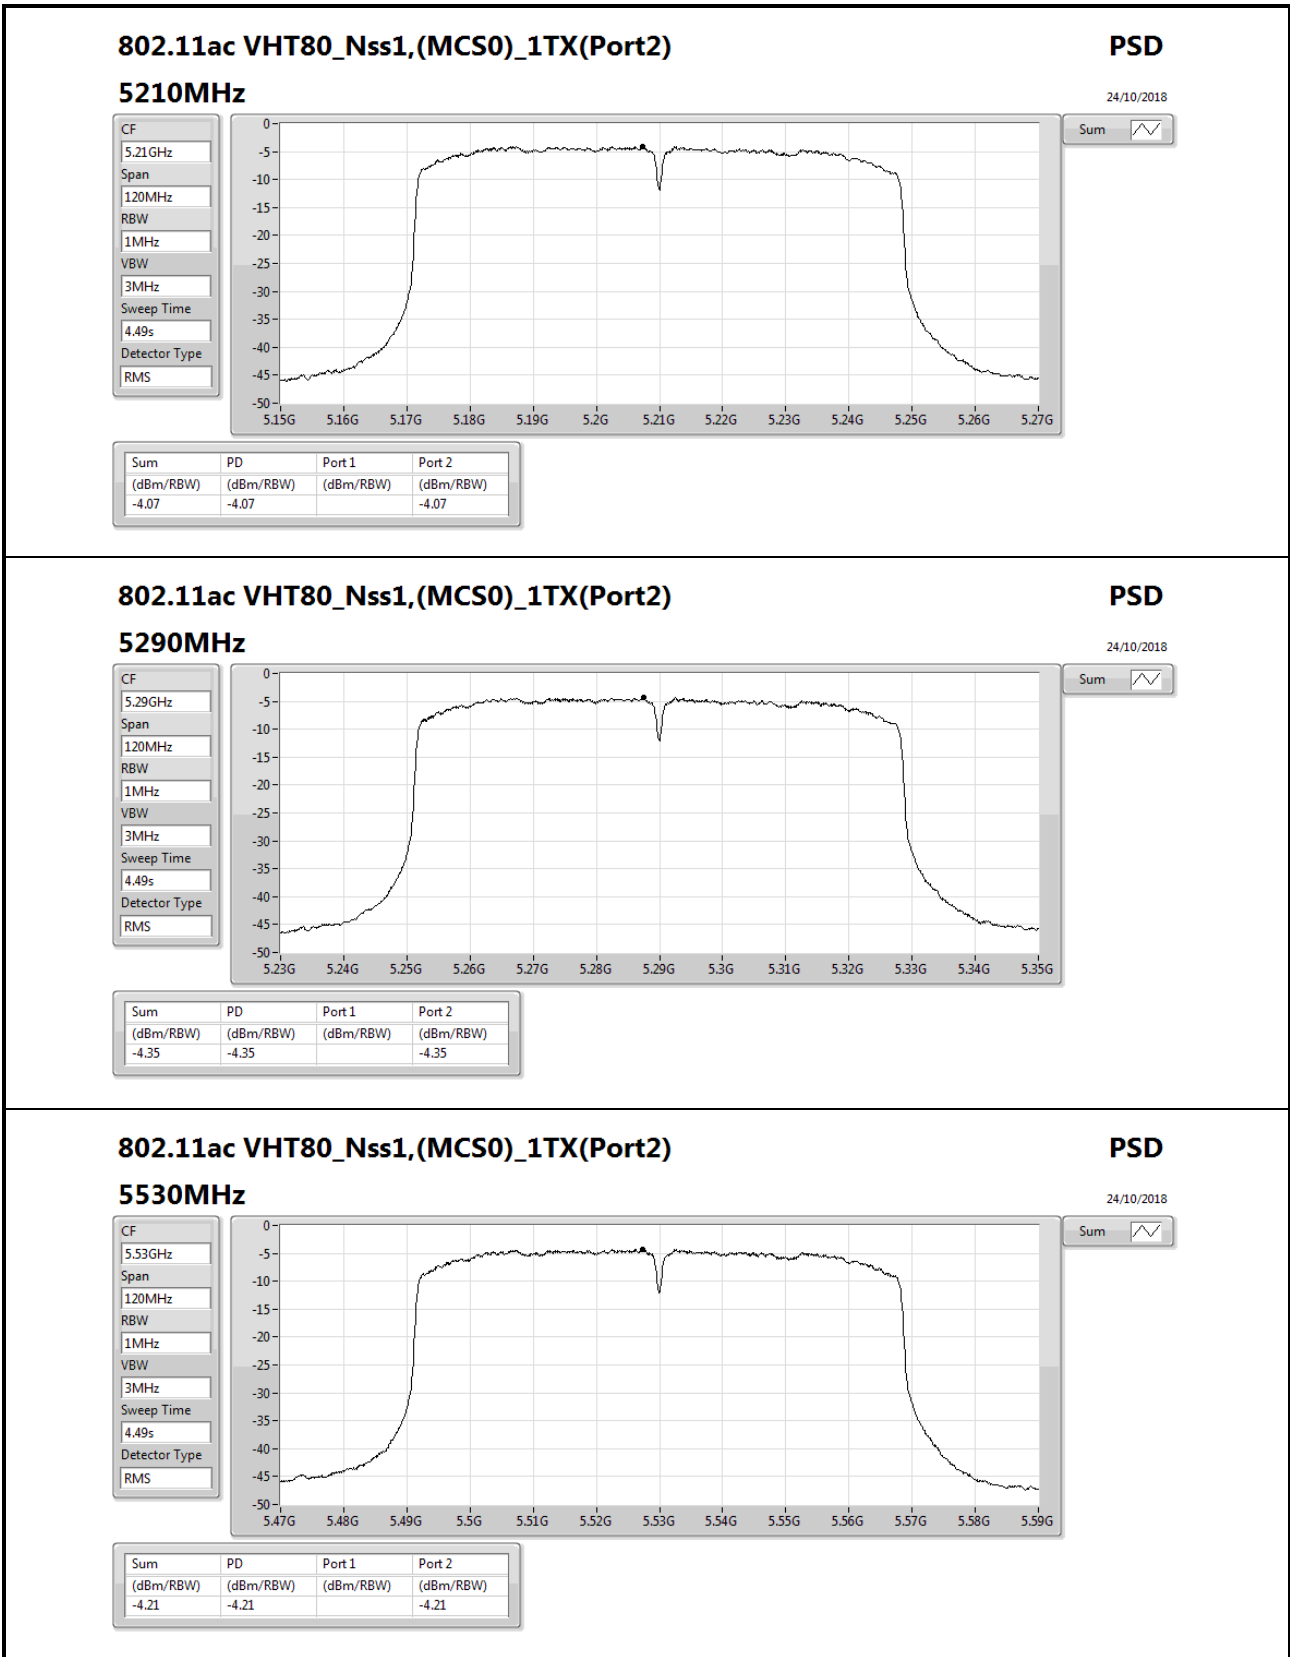 802.11ac VHT80_Nss1,(MCS0)_1TX(Port2) PSD
5210MHz 24/10/2018
CF
5.21GHz
Span
120MHz
RBW
1MHz
VBW
3MHz
Sweep Time
4.49s
Detector Type
RMS
0
-5
-10
-15
-20
-25
-30
-35
-40
-45
-50
5.15G 5.16G 5.17G 5.18G 5.19G 5.2G 5.21G 5.22G 5.23G 5.24G 5.25G 5.26G 5.27G
Sum
Sum PD Port 1 Port 2
(dBm/RBW) (dBm/RBW) (dBm/RBW) (dBm/RBW)
-4.07 -4.07 -4.07
802.11ac VHT80_Nss1,(MCS0)_1TX(Port2) PSD
5290MHz 24/10/2018
CF
5.29GHz
Span
120MHz
RBW
1MHz
VBW
3MHz
Sweep Time
4.49s
Detector Type
RMS
0
-5
-10
-15
-20
-25
-30
-35
-40
-45
-50
5.23G 5.24G 5.25G 5.26G 5.27G 5.28G 5.29G 5.3G 5.31G 5.32G 5.33G 5.34G 5.35G
Sum
Sum PD Port 1 Port 2
(dBm/RBW) (dBm/RBW) (dBm/RBW) (dBm/RBW)
-4.35 -4.35 -4.35
802.11ac VHT80_Nss1,(MCS0)_1TX(Port2) PSD
5530MHz 24/10/2018
CF
5.53GHz
Span
120MHz
RBW
1MHz
VBW
3MHz
Sweep Time
4.49s
Detector Type
RMS
0
-5
-10
-15
-20
-25
-30
-35
-40
-45
-50
5.47G 5.48G 5.49G 5.5G 5.51G 5.52G 5.53G 5.54G 5.55G 5.56G 5.57G 5.58G 5.59G
Sum
Sum PD Port 1 Port 2
(dBm/RBW) (dBm/RBW) (dBm/RBW) (dBm/RBW)
-4.21 -4.21 -4.21